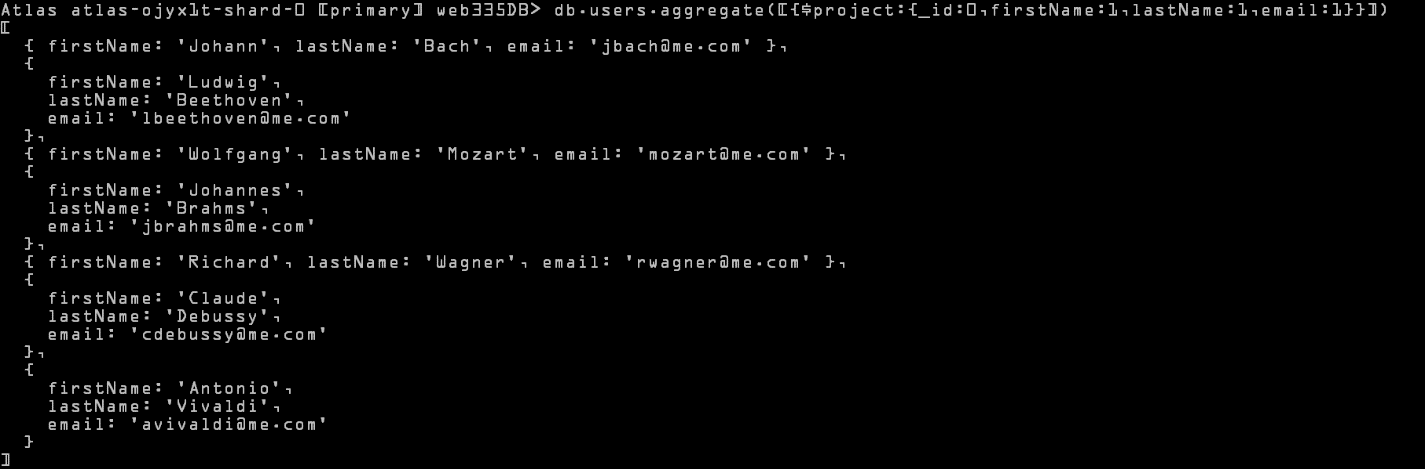 Atlas atlas-ojyx1t-shard-0 [primary] web335DB> db.users.aggregate([{$project:{_id:0,firstName:1,lastName:1,email:1}}])
[
  { firstName: 'Johann', lastName: 'Bach', email: 'jbach@me.com' },
  {
    firstName: 'Ludwig',
    lastName: 'Beethoven',
    email: 'lbeethoven@me.com'
  },
  { firstName: 'Wolfgang', lastName: 'Mozart', email: 'mozart@me.com' },
  {
    firstName: 'Johannes',
    lastName: 'Brahms',
    email: 'jbrahms@me.com'
  },
  { firstName: 'Richard', lastName: 'Wagner', email: 'rwagner@me.com' },
  {
    firstName: 'Claude',
    lastName: 'Debussy',
    email: 'cdebussy@me.com'
  },
  {
    firstName: 'Antonio',
    lastName: 'Vivaldi',
    email: 'avivaldi@me.com'
  }
]